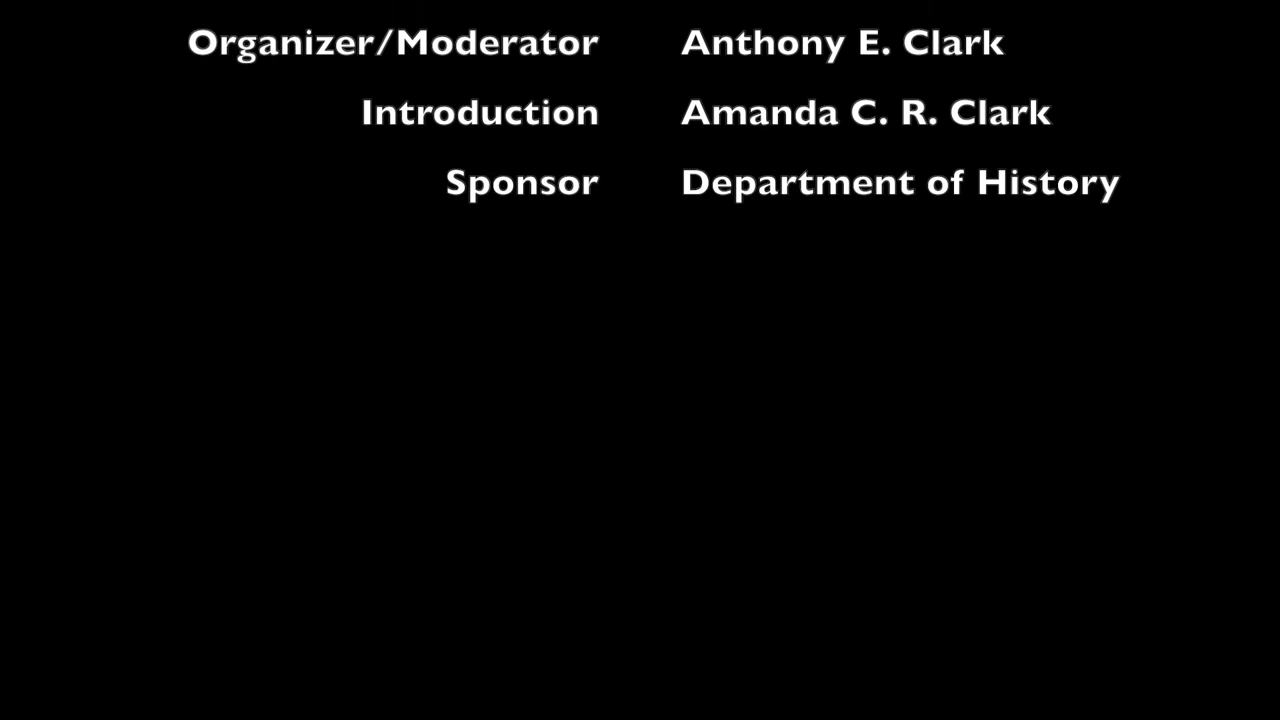 Organizer/Moderator Anthony E. Clark
Introduction Amanda C. R. Clark
Sponsor Department of History